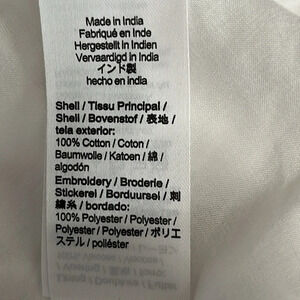 Made in India
Fabriqué en Inde
Hergestellt in Indien
Vervaardigd in India
インド製
hecho en india
Shell / Tissu Principal /
Shell / Bovenstof / 表地 /
tela exterior:
100% Cotton / Coton /
Baumwolle / Katoen / 綿 /
algodón
Embroidery / Broderie /
Stickerei / Borduursel / 刺
繍糸 / bordado:
100% Polyester / Polyester /
Polyester / Polyester / ポリエ
ステル / poliéster